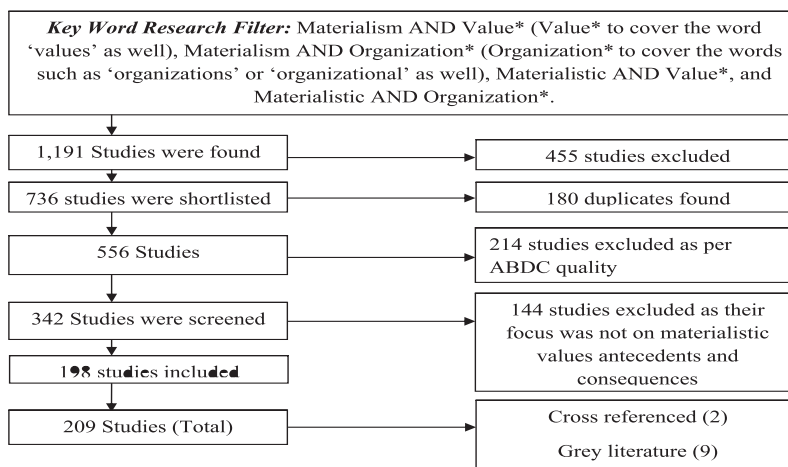 Key Word Research Filter: Materialism AND Value* (Value* to cover the word
‘values’ as well), Materialism AND Organization* (Organization* to cover the words
such as ‘organizations’ or ‘organizational’ as well), Materialistic AND Value*, and
Materialistic AND Organization*.
1,191 Studies were found
455 studies excluded
736 studies were shortlisted
180 duplicates found
556 Studies
214 studies excluded as per
ABDC quality
342 Studies were screened
144 studies excluded as their
focus was not on materialistic
values antecedents and
consequences
198 studies included
209 Studies (Total)
Cross referenced (2)
Grey literature (9)